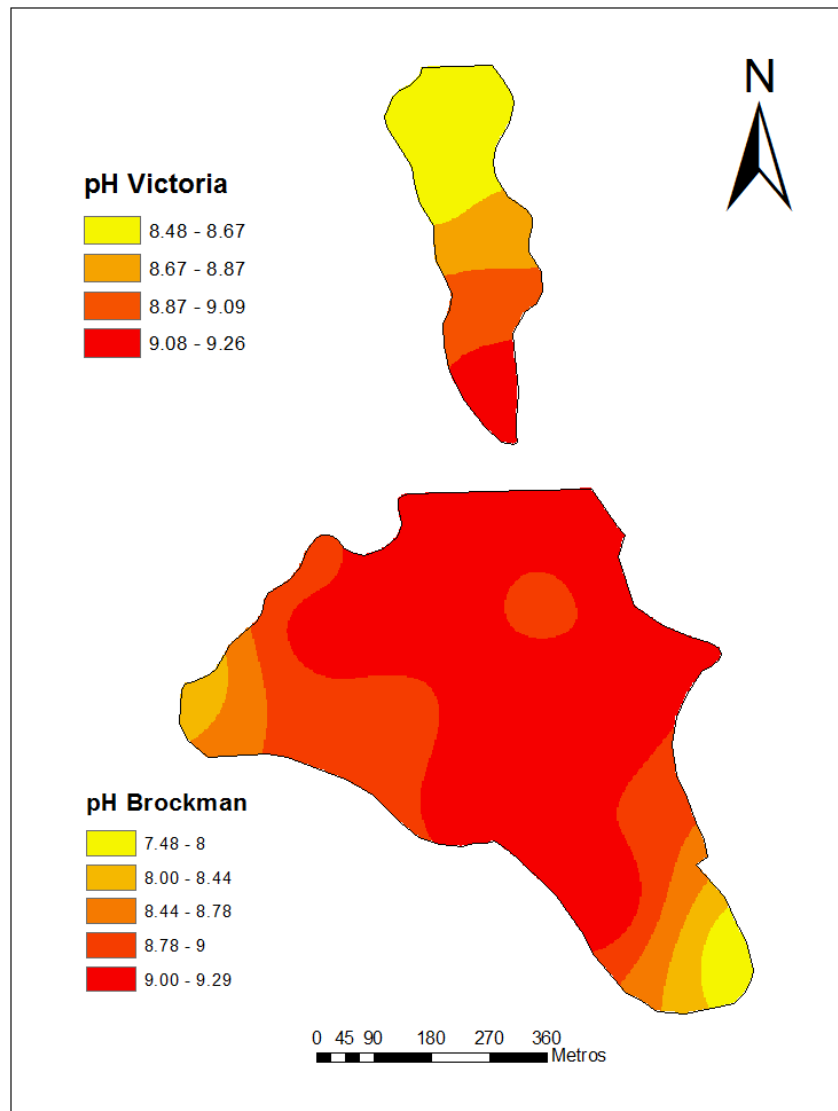 N
pH Victoria
8.48 - 8.67
8.67 - 8.87
8.87 - 9.09
9.08 - 9.26
pH Brockman
7.48 - 8
8.00 - 8.44
8.44 - 8.78
8.78 - 9
9.00 - 9.29
0 45 90 180 270 360
Metros